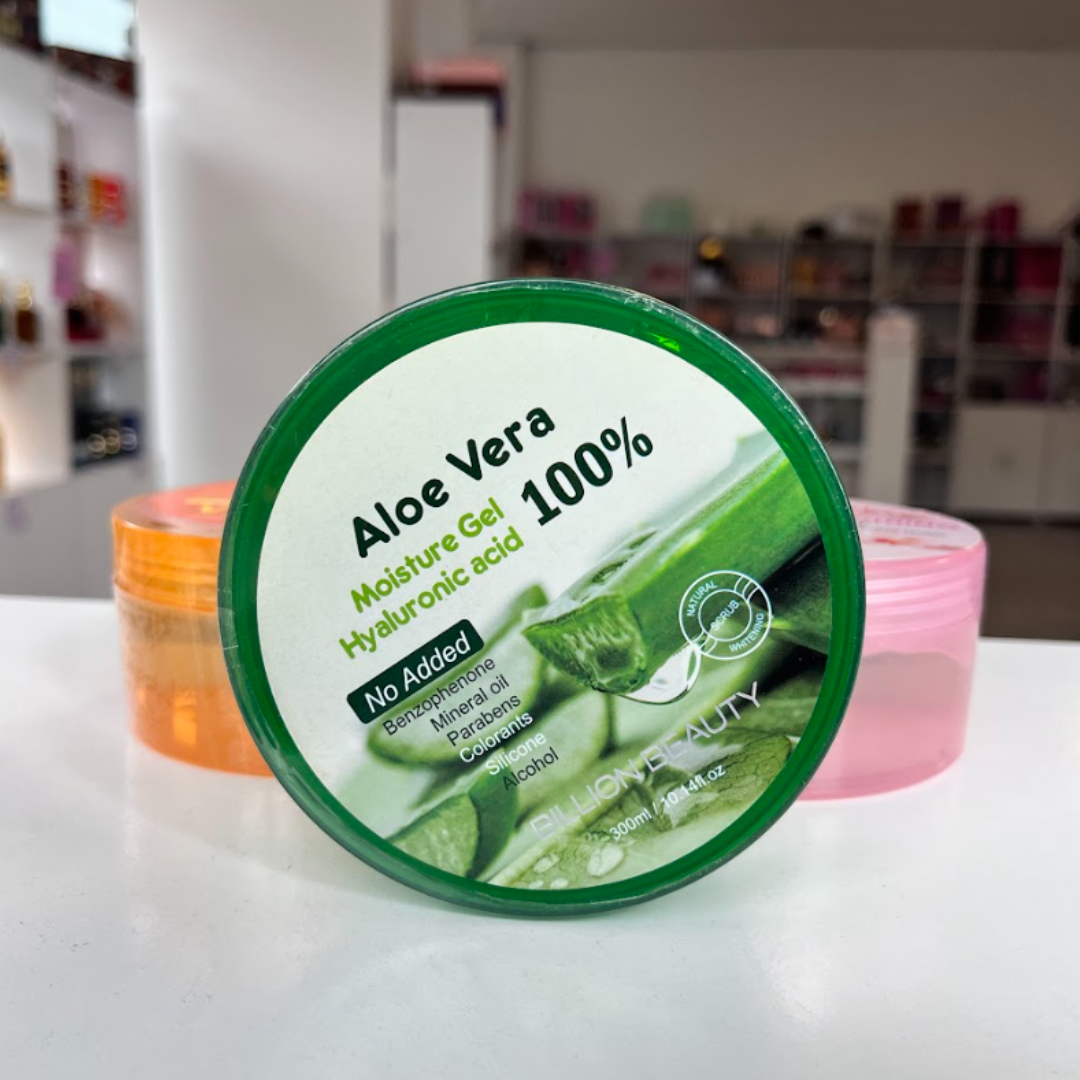 Aloe Vera
100%
Moisture Gel
Hyaluronic acid
No Added
Benzophenone
Mineral oil
Parabens
Colorants
Silicone
Alcohol
NATURAL
SCRUB
WHITENING
BILLION BEAUTY
300ml / 10.14fl.oz